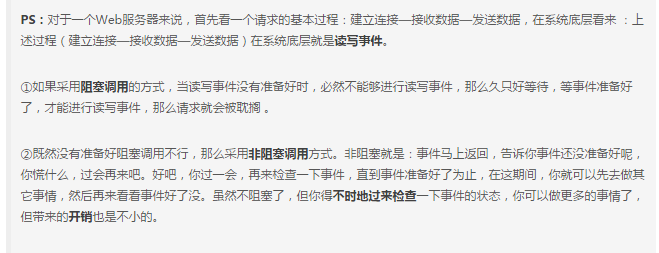 PS：对于一个Web服务器来说，首先看一个请求的基本过程：建立连接—接收数据—发送数据，在系统底层看来 ：上
述过程（建立连接—接收数据—发送数据）在系统底层就是读写事件。
①如果采用阻塞调用的方式，当读写事件没有准备好时，必然不能够进行读写事件，那么久只好等待，等事件准备好
了，才能进行读写事件，那么请求就会被耽搁 。
②既然没有准备好阻塞调用不行，那么采用非阻塞调用方式。非阻塞就是：事件马上返回，告诉你事件还没准备好呢，
你慌什么，过会再来吧。好吧，你过一会，再来检查一下事件，直到事件准备好了为止，在这期间，你就可以先去做其
它事情，然后再来看看事件好了没。虽然不阻塞了，但你得不时地过来检查一下事件的状态，你可以做更多的事情了，
但带来的开销也是不小的。